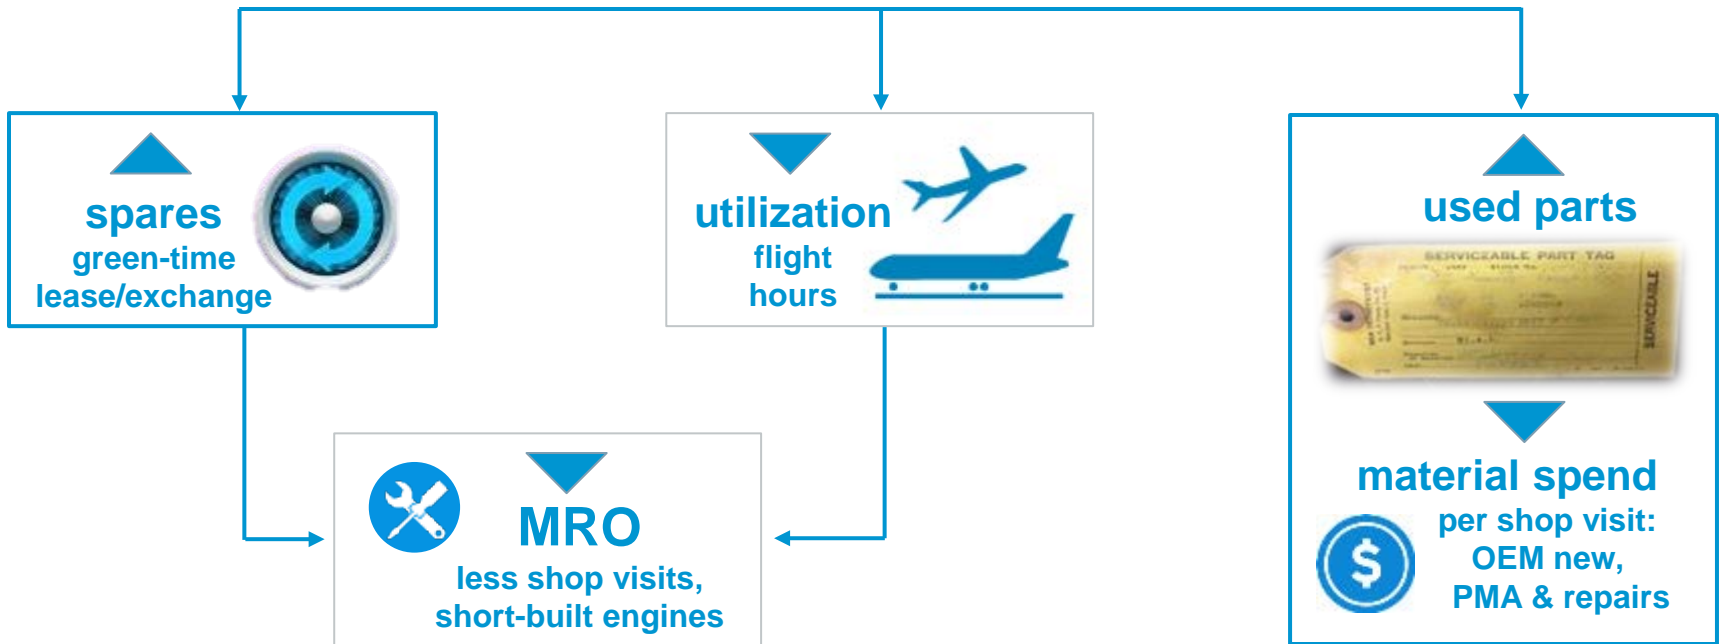 spares
green-time
lease/exchange
utilization
flight
hours
used parts
SERVICEABLE PART TAG
SERVICEABLE
MRO
less shop visits,
short-built engines
material spend
per shop visit:
OEM new,
PMA & repairs
$